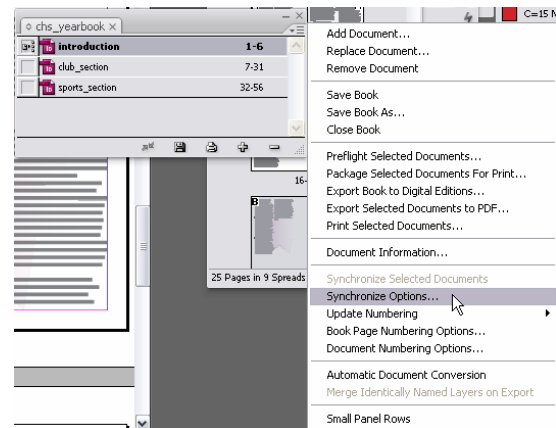 chs_yearbook ×
introduction 1-6
club_section 7-31
sports_section 32-56
16-
B
25 Pages in 9 Spreads
C=15 M
Add Document...
Replace Document...
Remove Document
Save Book
Save Book As...
Close Book
Preflight Selected Documents...
Package Selected Documents For Print...
Export Book to Digital Editions...
Export Selected Documents to PDF...
Print Selected Documents...
Document Information...
Synchronize Selected Documents
Synchronize Options...
Update Numbering
Book Page Numbering Options...
Document Numbering Options...
Automatic Document Conversion
Merge Identically Named Layers on Export
Small Panel Rows